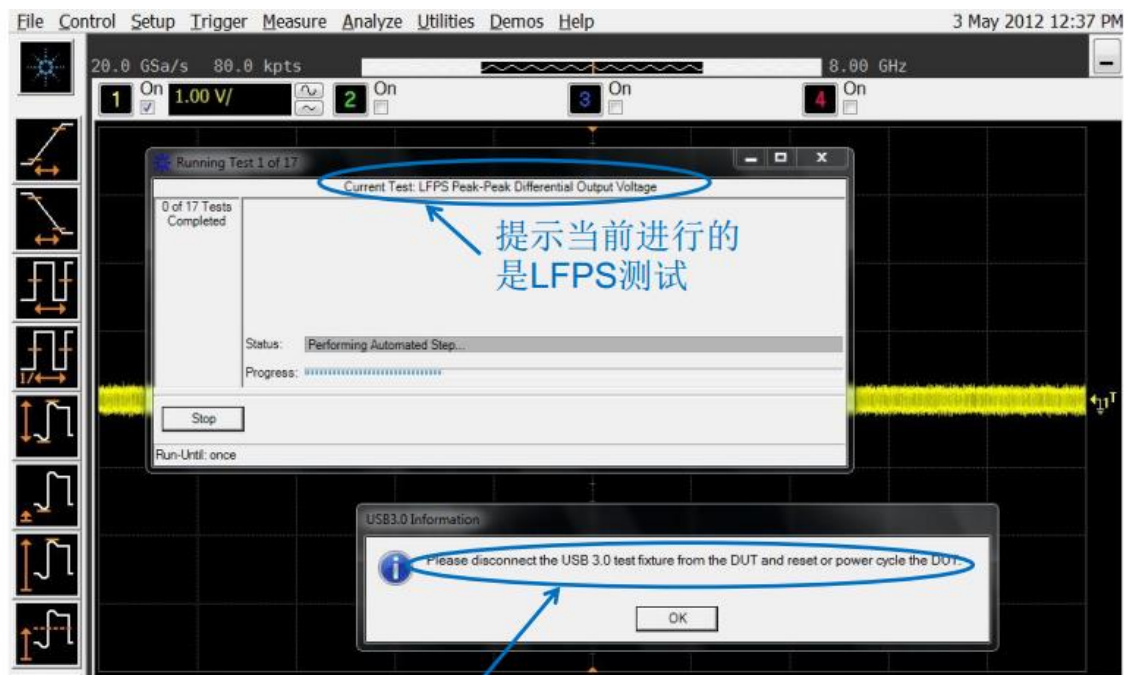 File Control Setup Trigger Measure Analyze Utilities Demos Help 3 May 2012 12:37 PM
20.0 GSa/s 80.0 kpts 8.00 GHz
1 On 1.00 V/ 2 On 3 On 4 On
Running Test 1 of 17
Current Test: LFPS Peak-Peak Differential Output Voltage
0 of 17 Tests
Completed
提示当前进行的
是LFPS测试
Status: Performing Automated Step...
Progress:
1/
T
Stop
Run-Until: once
USB3.0 Information
Please disconnect the USB 3.0 test fixture from the DUT and reset or power cycle the DUT.
OK